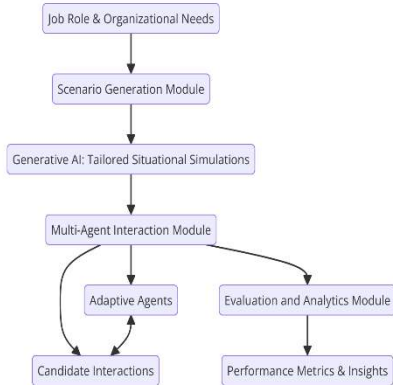 Job Role & Organizational Needs
Scenario Generation Module
Generative AI: Tailored Situational Simulations
Multi-Agent Interaction Module
Adaptive Agents
Evaluation and Analytics Module
Candidate Interactions
Performance Metrics & Insights